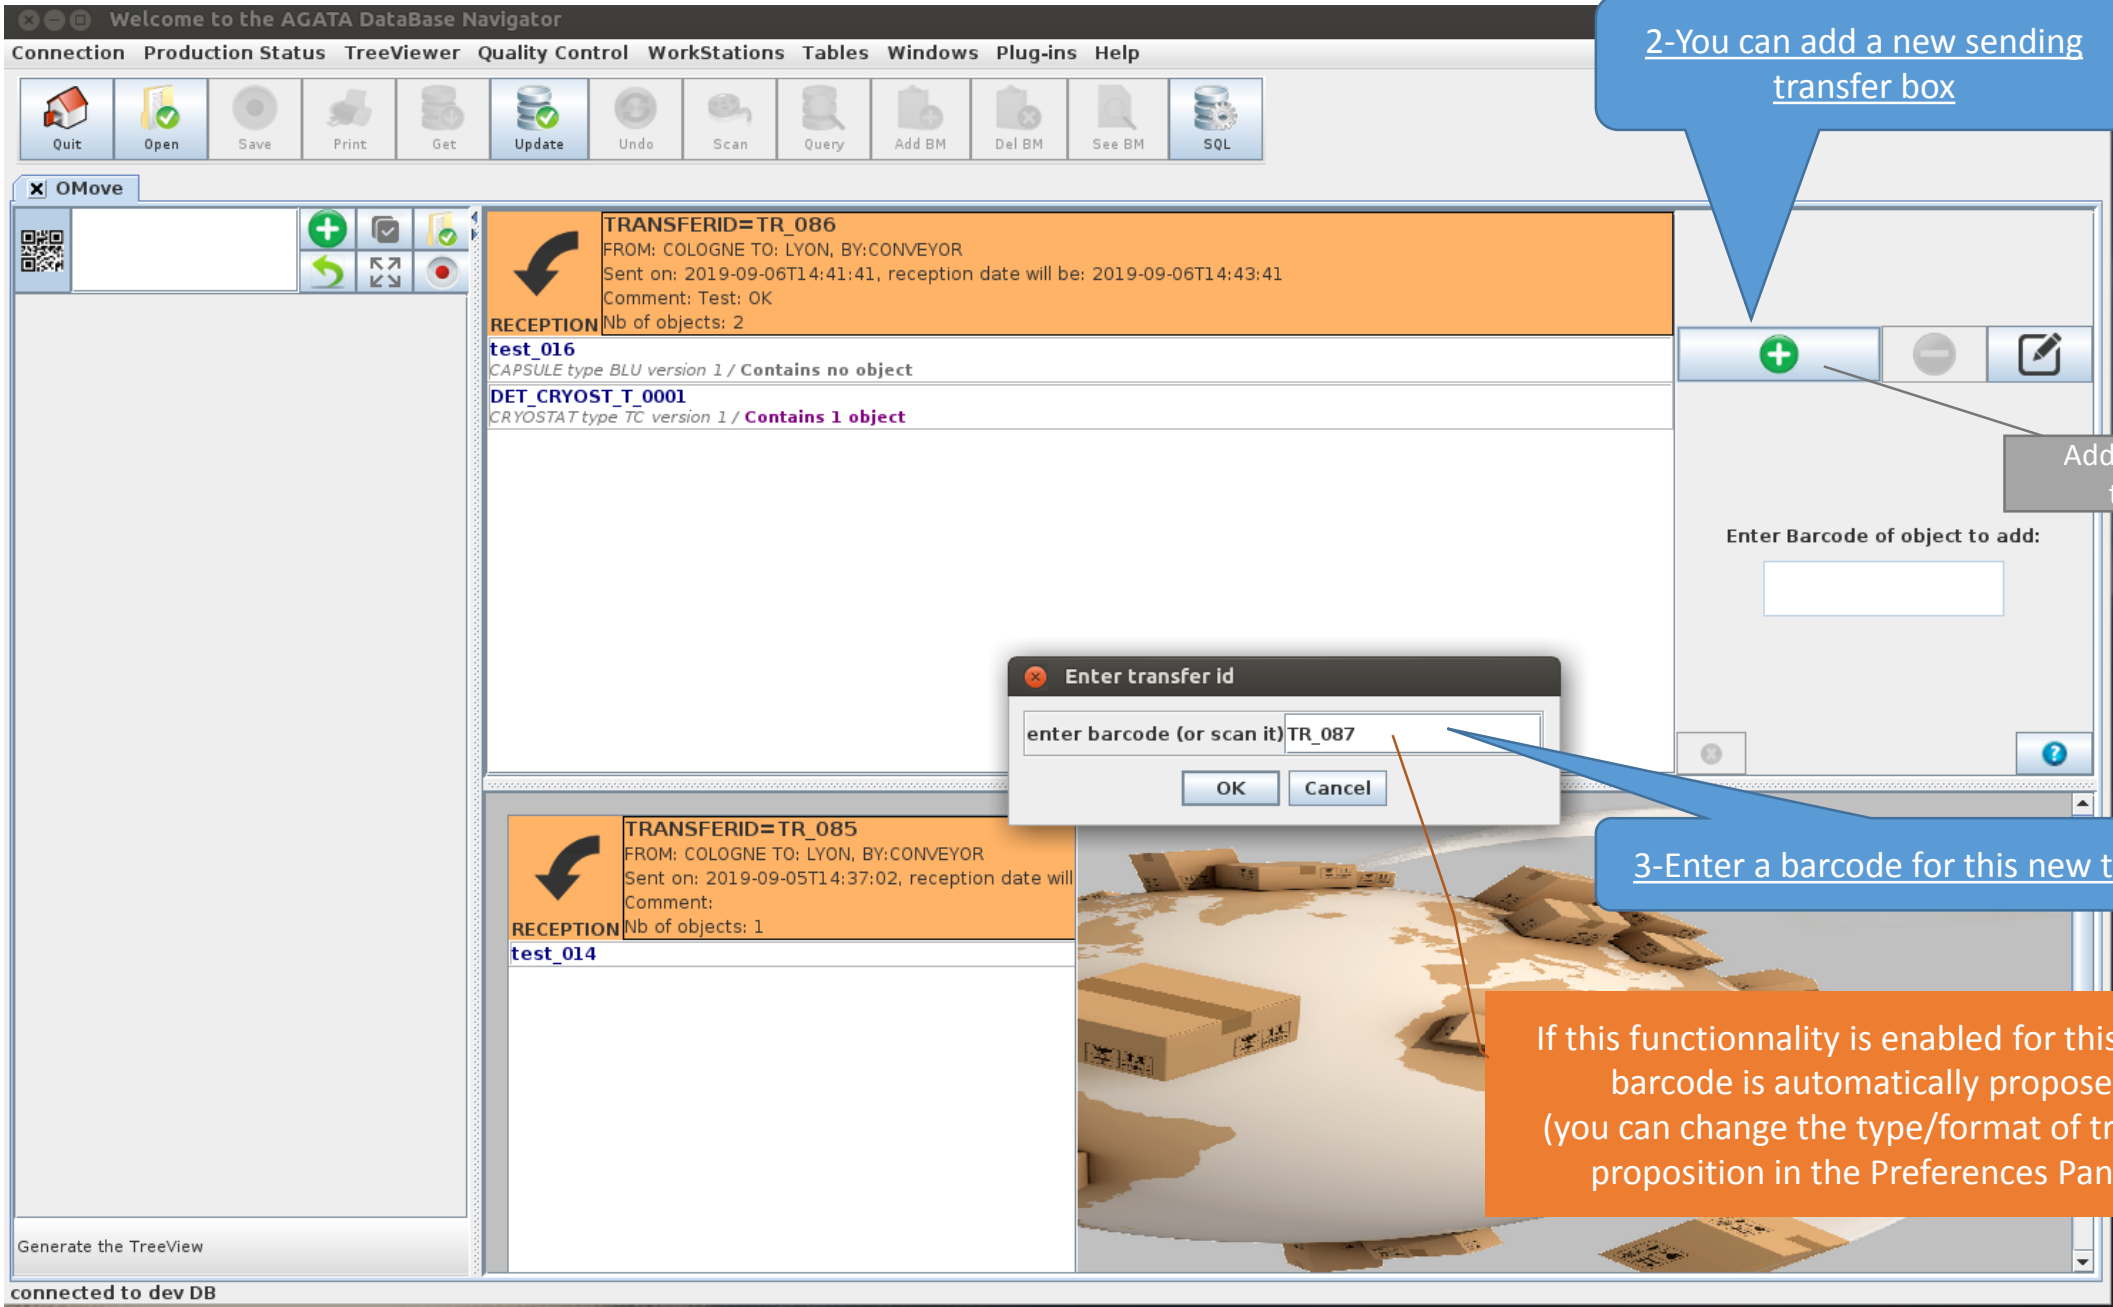 Welcome to the AGATA DataBase Navigator
2-You can add a new sending
transfer box
Connection Production Status TreeViewer Quality Control WorkStations Tables Windows Plug-ins Help
Quit Open Save Print Get Update Undo Scan Query Add BM Del BM See BM SQL
OMove
TRANSFERID=TR_086
FROM: COLOGNE TO: LYON, BY:CONVEYOR
Sent on: 2019-09-06T14:41:41, reception date will be: 2019-09-06T14:43:41
Comment: Test: OK
RECEPTION Nb of objects: 2
test_016
CAPSULE type BLU version 1 / Contains no object
DET_CRYOST_T_0001
CRYOSTAT type TC version 1 / Contains 1 object
Add
Enter Barcode of object to add:
Enter transfer id
enter barcode (or scan it) TR_087
OK Cancel
TRANSFERID=TR_085
FROM: COLOGNE TO: LYON, BY:CONVEYOR
Sent on: 2019-09-05T14:37:02, reception date will
Comment:
RECEPTION Nb of objects: 1
test_014
3-Enter a barcode for this new t
If this functionnality is enabled for this
barcode is automatically propose
(you can change the type/format of tr
proposition in the Preferences Pan
Generate the TreeView
connected to dev DB